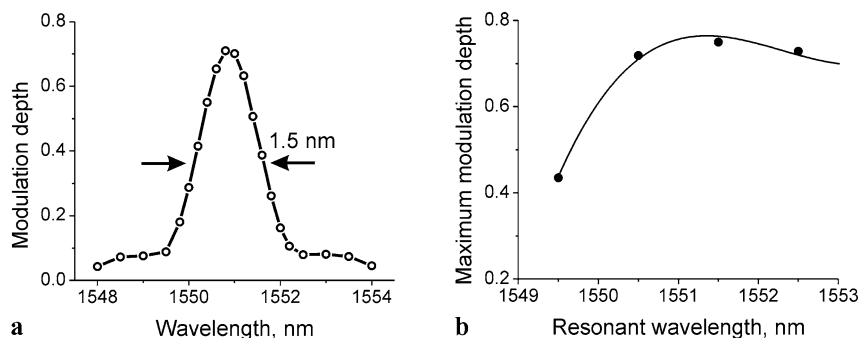 0.8
0.6
0.4
0.2
0.0
Modulation depth
1.5 nm
1548 1550 1552 1554
Wavelength, nm
a
0.8
0.6
0.4
0.2
Maximum modulation depth
1549 1550 1551 1552 1553
Resonant wavelength, nm
b